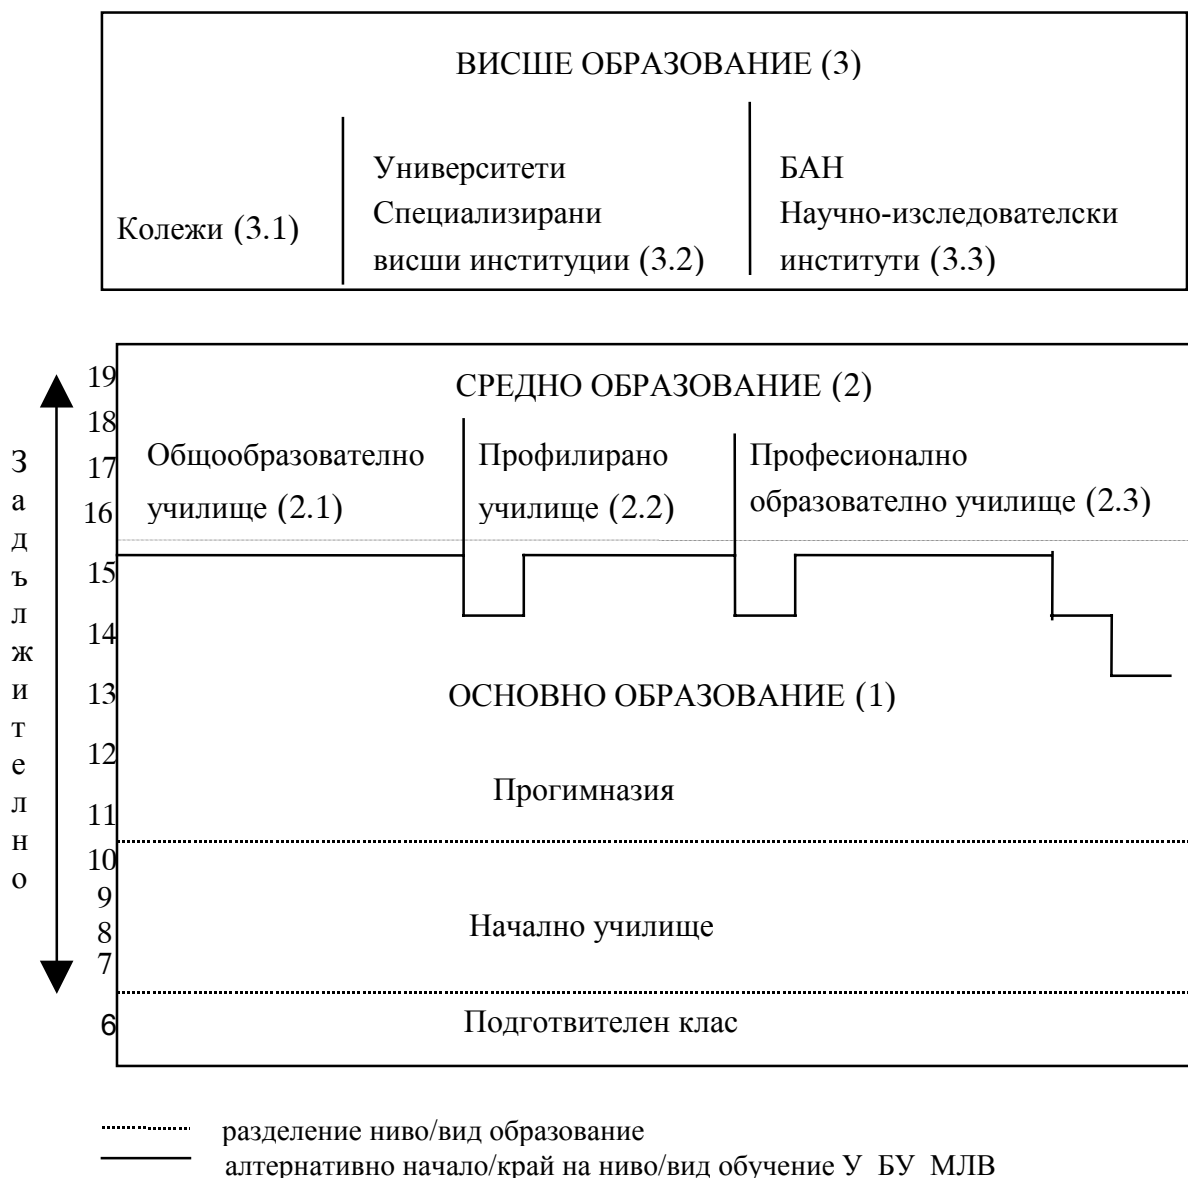 ВИСШЕ ОБРАЗОВАНИЕ (3)
Колежи (3.1)
Университети
Специализирани
висши институции (3.2)
БАН
Научно-изследователски
институти (3.3)
Задължително
19
18
17
16
15
14
13
12
11
10
9
8
7
6
СРЕДНО ОБРАЗОВАНИЕ (2)
Общообразователно
училище (2.1)
Профилирано
училище (2.2)
Професионално
образователно училище (2.3)
ОСНОВНО ОБРАЗОВАНИЕ (1)
Прогимназия
Начално училище
Подготвителен клас
разделение ниво/вид образование
алтернативно начало/край на ниво/вид обучение У БУ МЛВ